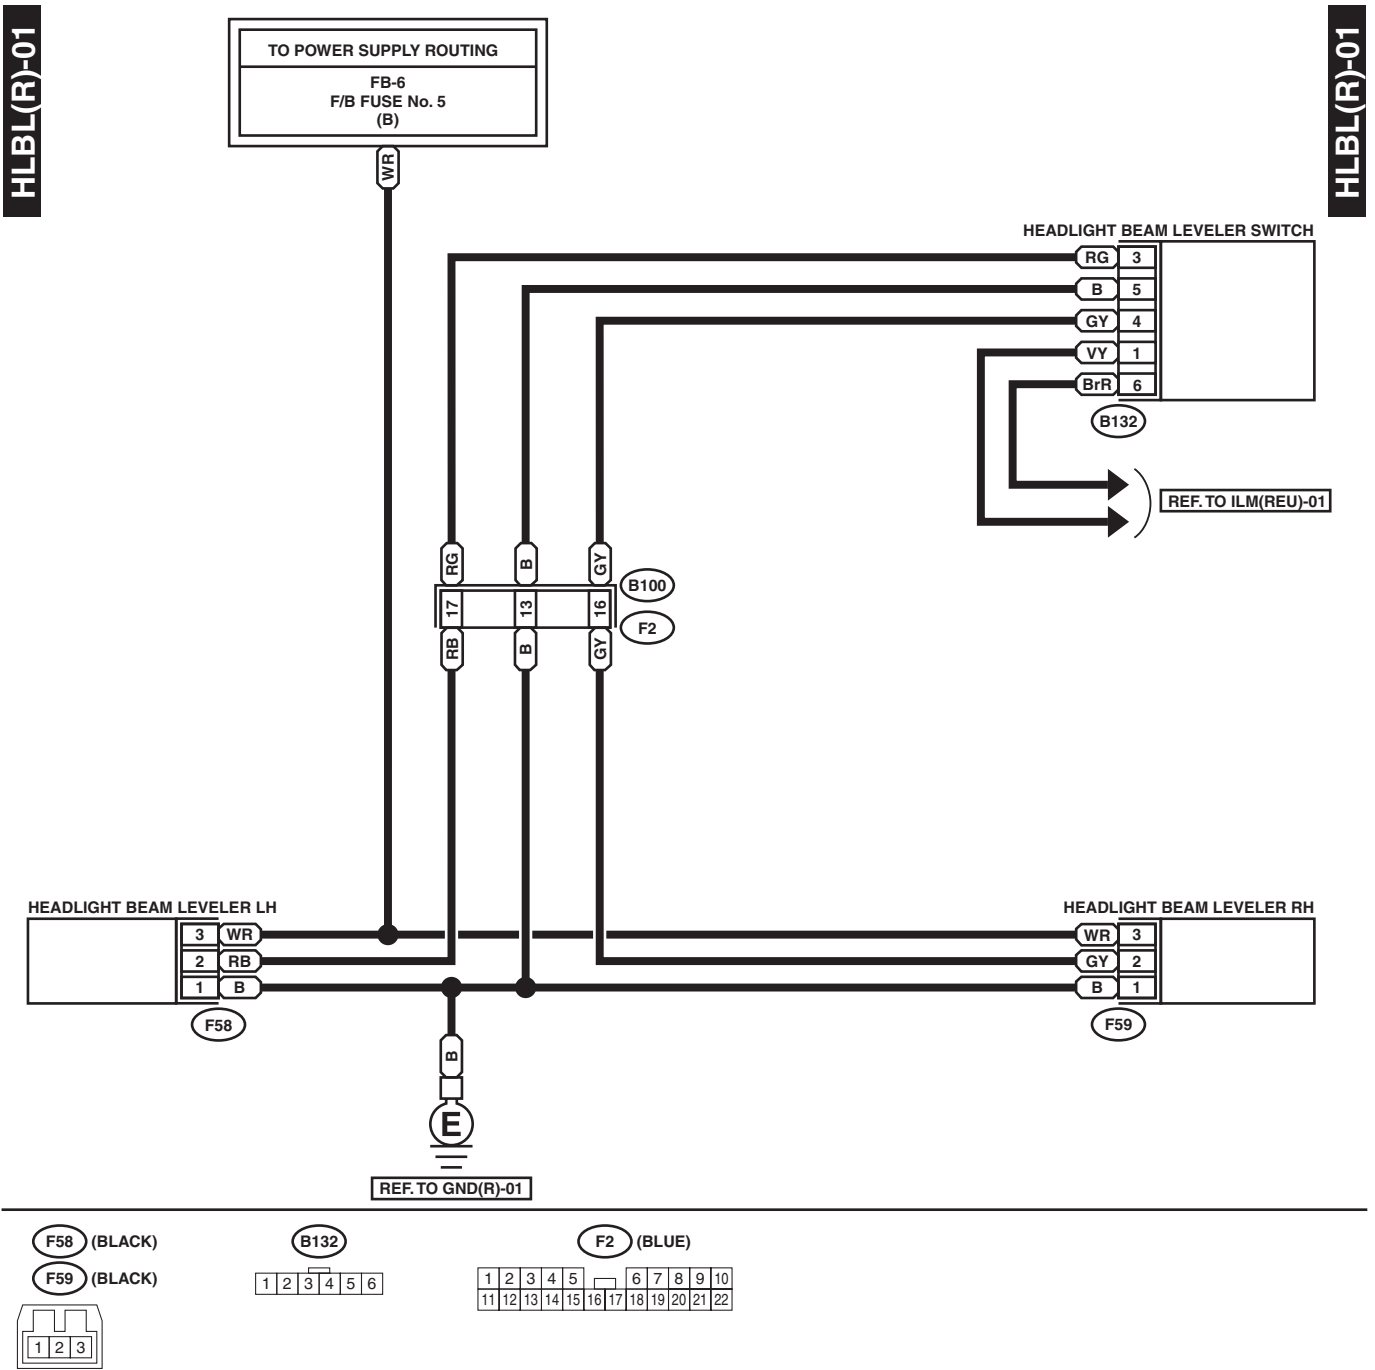 HLBL(R)-01
HLBL(R)-01
TO POWER SUPPLY ROUTING
FB-6
F/B FUSE No. 5
(B)
WR
HEADLIGHT BEAM LEVELER SWITCH
RG 3
B 5
GY 4
VY 1
BrR 6
B132
REF. TO ILM(REU)-01
RG B GY
B100
17 13 16
F2
RB B GY
HEADLIGHT BEAM LEVELER LH
3 WR
2 RB
1 B
F58
HEADLIGHT BEAM LEVELER RH
WR 3
GY 2
B 1
F59
B
E
REF. TO GND(R)-01
F58 (BLACK)
F59 (BLACK)
1 2 3
B132
1 2 3 4 5 6
F2 (BLUE)
1 2 3 4 5 6 7 8 9 10
11 12 13 14 15 16 17 18 19 20 21 22